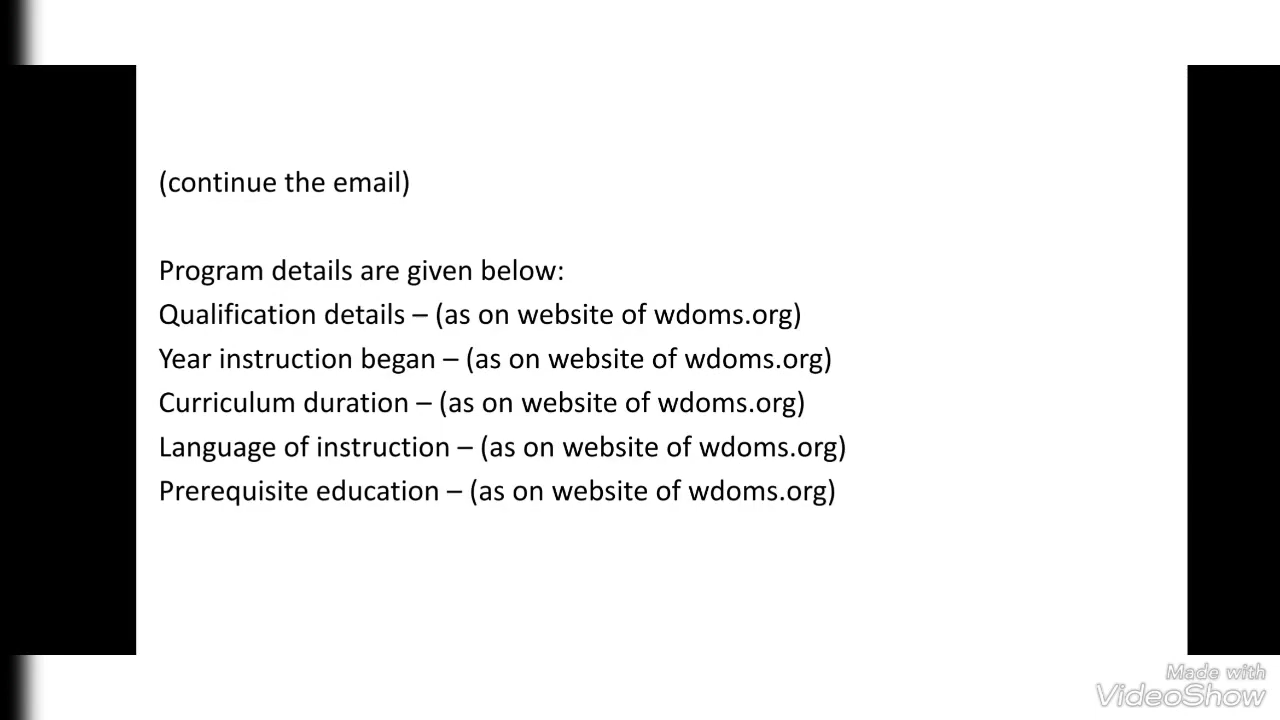 (continue the email)
Program details are given below:
Qualification details – (as on website of wdoms.org)
Year instruction began – (as on website of wdoms.org)
Curriculum duration – (as on website of wdoms.org)
Language of instruction – (as on website of wdoms.org)
Prerequisite education – (as on website of wdoms.org)
Made with
VideoShow